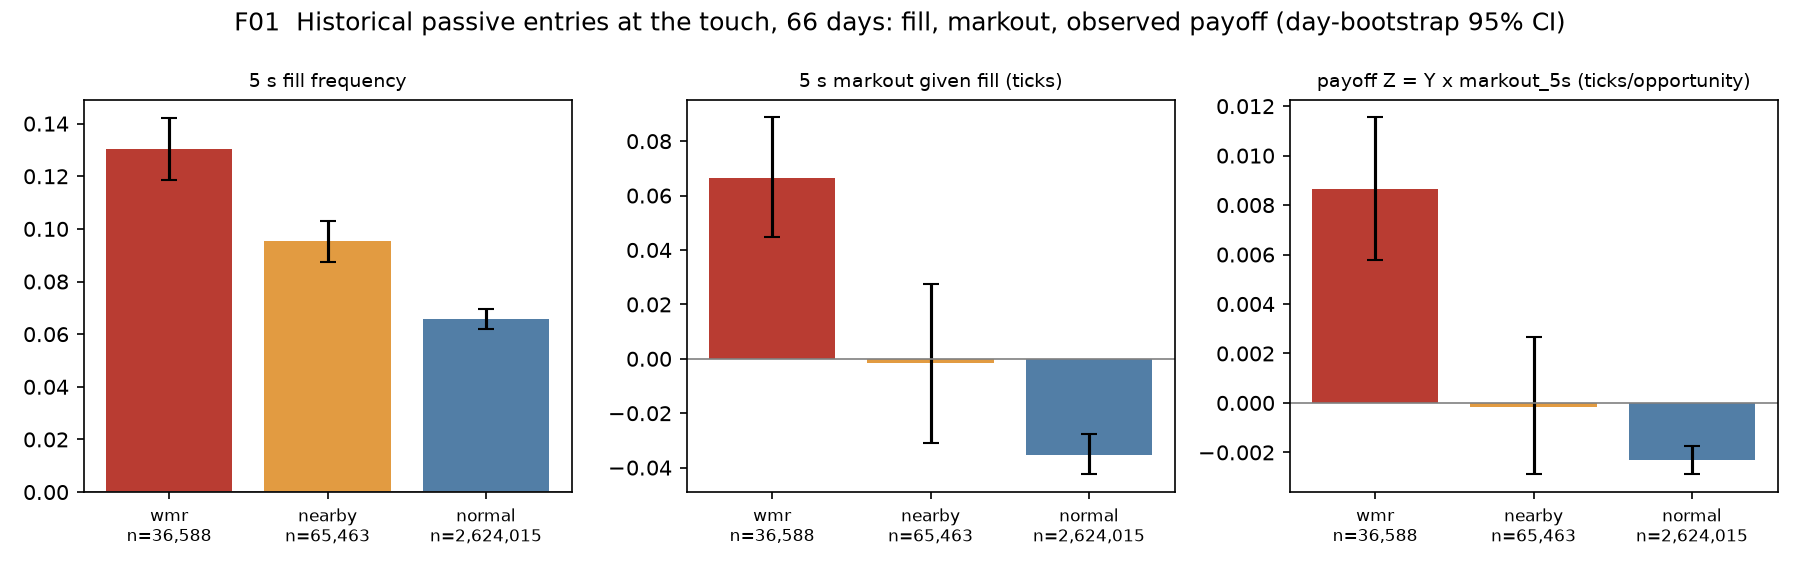 F01  Historical passive entries at the touch, 66 days: fill, markout, observed payoff (day-bootstrap 95% CI)
5 s fill frequency
0.14
0.12
0.10
0.08
0.06
0.04
0.02
0.00
wmr
n=36,588
nearby
n=65,463
normal
n=2,624,015
5 s markout given fill (ticks)
0.08
0.06
0.04
0.02
0.00
−0.02
−0.04
wmr
n=36,588
nearby
n=65,463
normal
n=2,624,015
payoff Z = Y x markout_5s (ticks/opportunity)
0.012
0.010
0.008
0.006
0.004
0.002
0.000
−0.002
wmr
n=36,588
nearby
n=65,463
normal
n=2,624,015